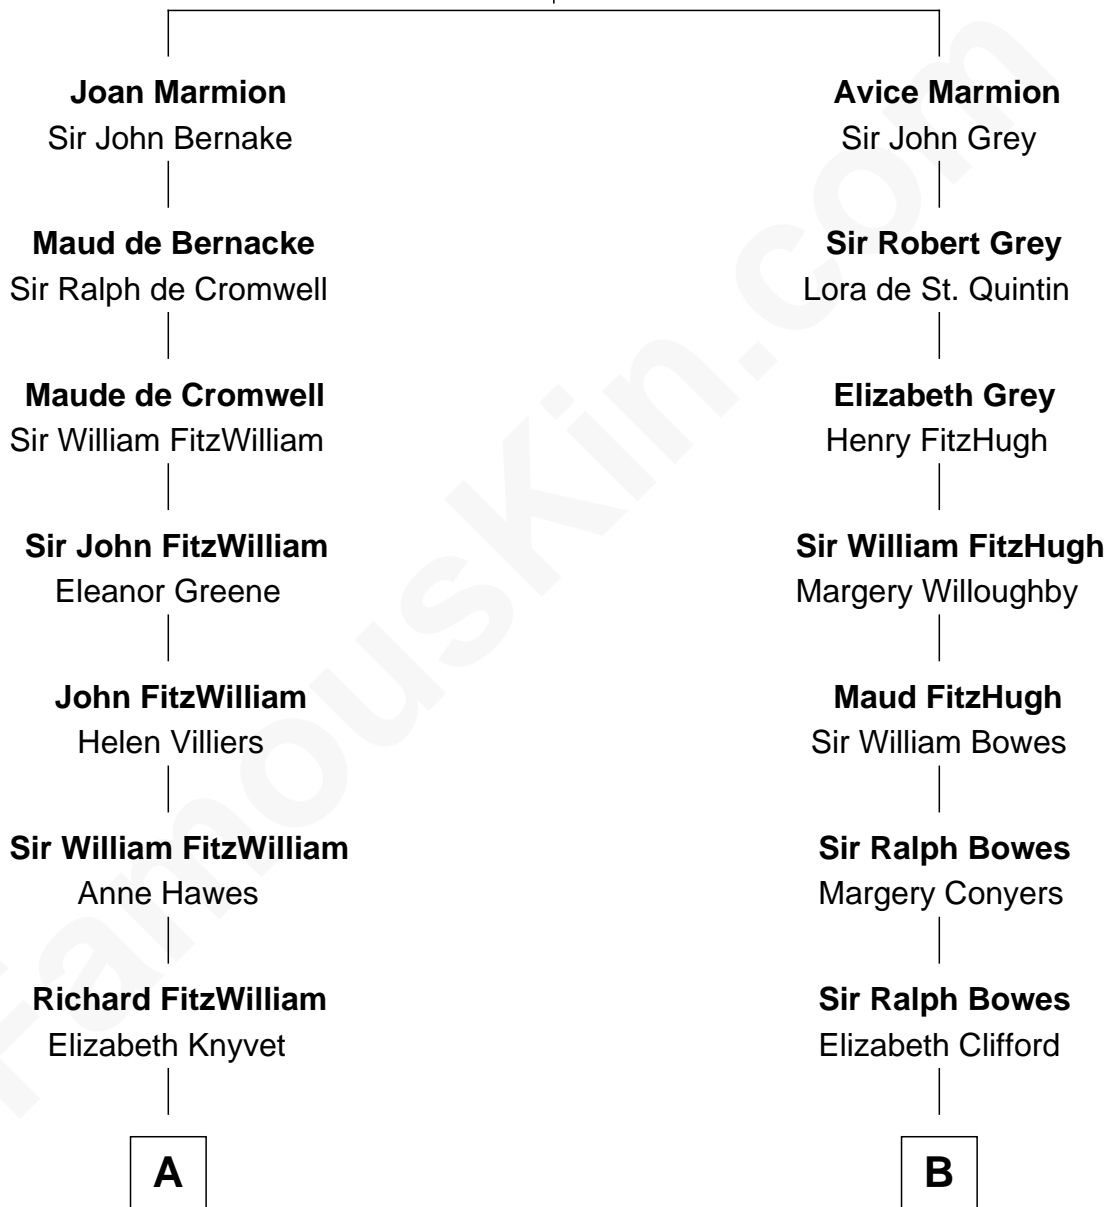 Joan Marmion
Sir John Bernake
Avice Marmion
Sir John Grey
Maud de Bernacke
Sir Ralph de Cromwell
Sir Robert Grey
Lora de St. Quintin
Maude de Cromwell
Sir William FitzWilliam
Elizabeth Grey
Henry FitzHugh
Sir John FitzWilliam
Eleanor Greene
Sir William FitzHugh
Margery Willoughby
John FitzWilliam
Helen Villiers
Maud FitzHugh
Sir William Bowes
Sir William FitzWilliam
Anne Hawes
Sir Ralph Bowes
Margery Conyers
Richard FitzWilliam
Elizabeth Knyvet
Sir Ralph Bowes
Elizabeth Clifford
A
B
FamousKin.com